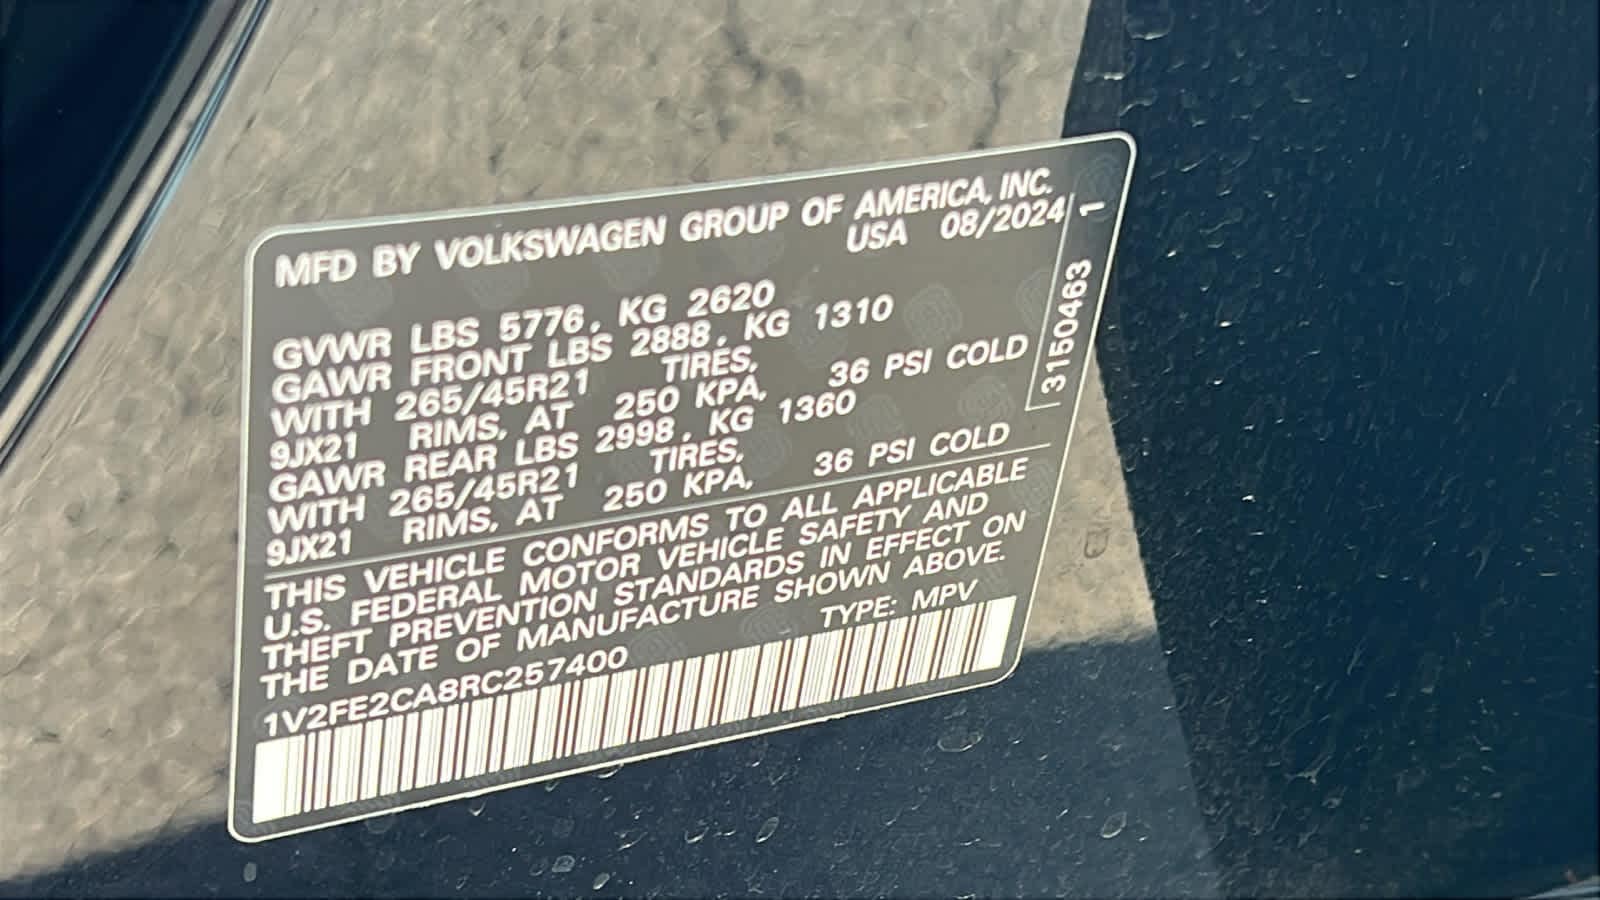 MFD BY VOLKSWAGEN GROUP OF AMERICA, INC.
USA 08/2024
GVWR LBS 5776, KG 2620
GAWR FRONT LBS 2888, KG 1310
WITH 265/45R21 TIRES,
9JX21 RIMS, AT 250 KPA, 36 PSI COLD
GAWR REAR LBS 2998, KG 1360
WITH 265/45R21 TIRES,
9JX21 RIMS, AT 250 KPA, 36 PSI COLD
THIS VEHICLE CONFORMS TO ALL APPLICABLE
U.S. FEDERAL MOTOR VEHICLE SAFETY AND
THEFT PREVENTION STANDARDS IN EFFECT ON
THE DATE OF MANUFACTURE SHOWN ABOVE.
1V2FE2CA8RC257400 TYPE: MPV
3150463 1